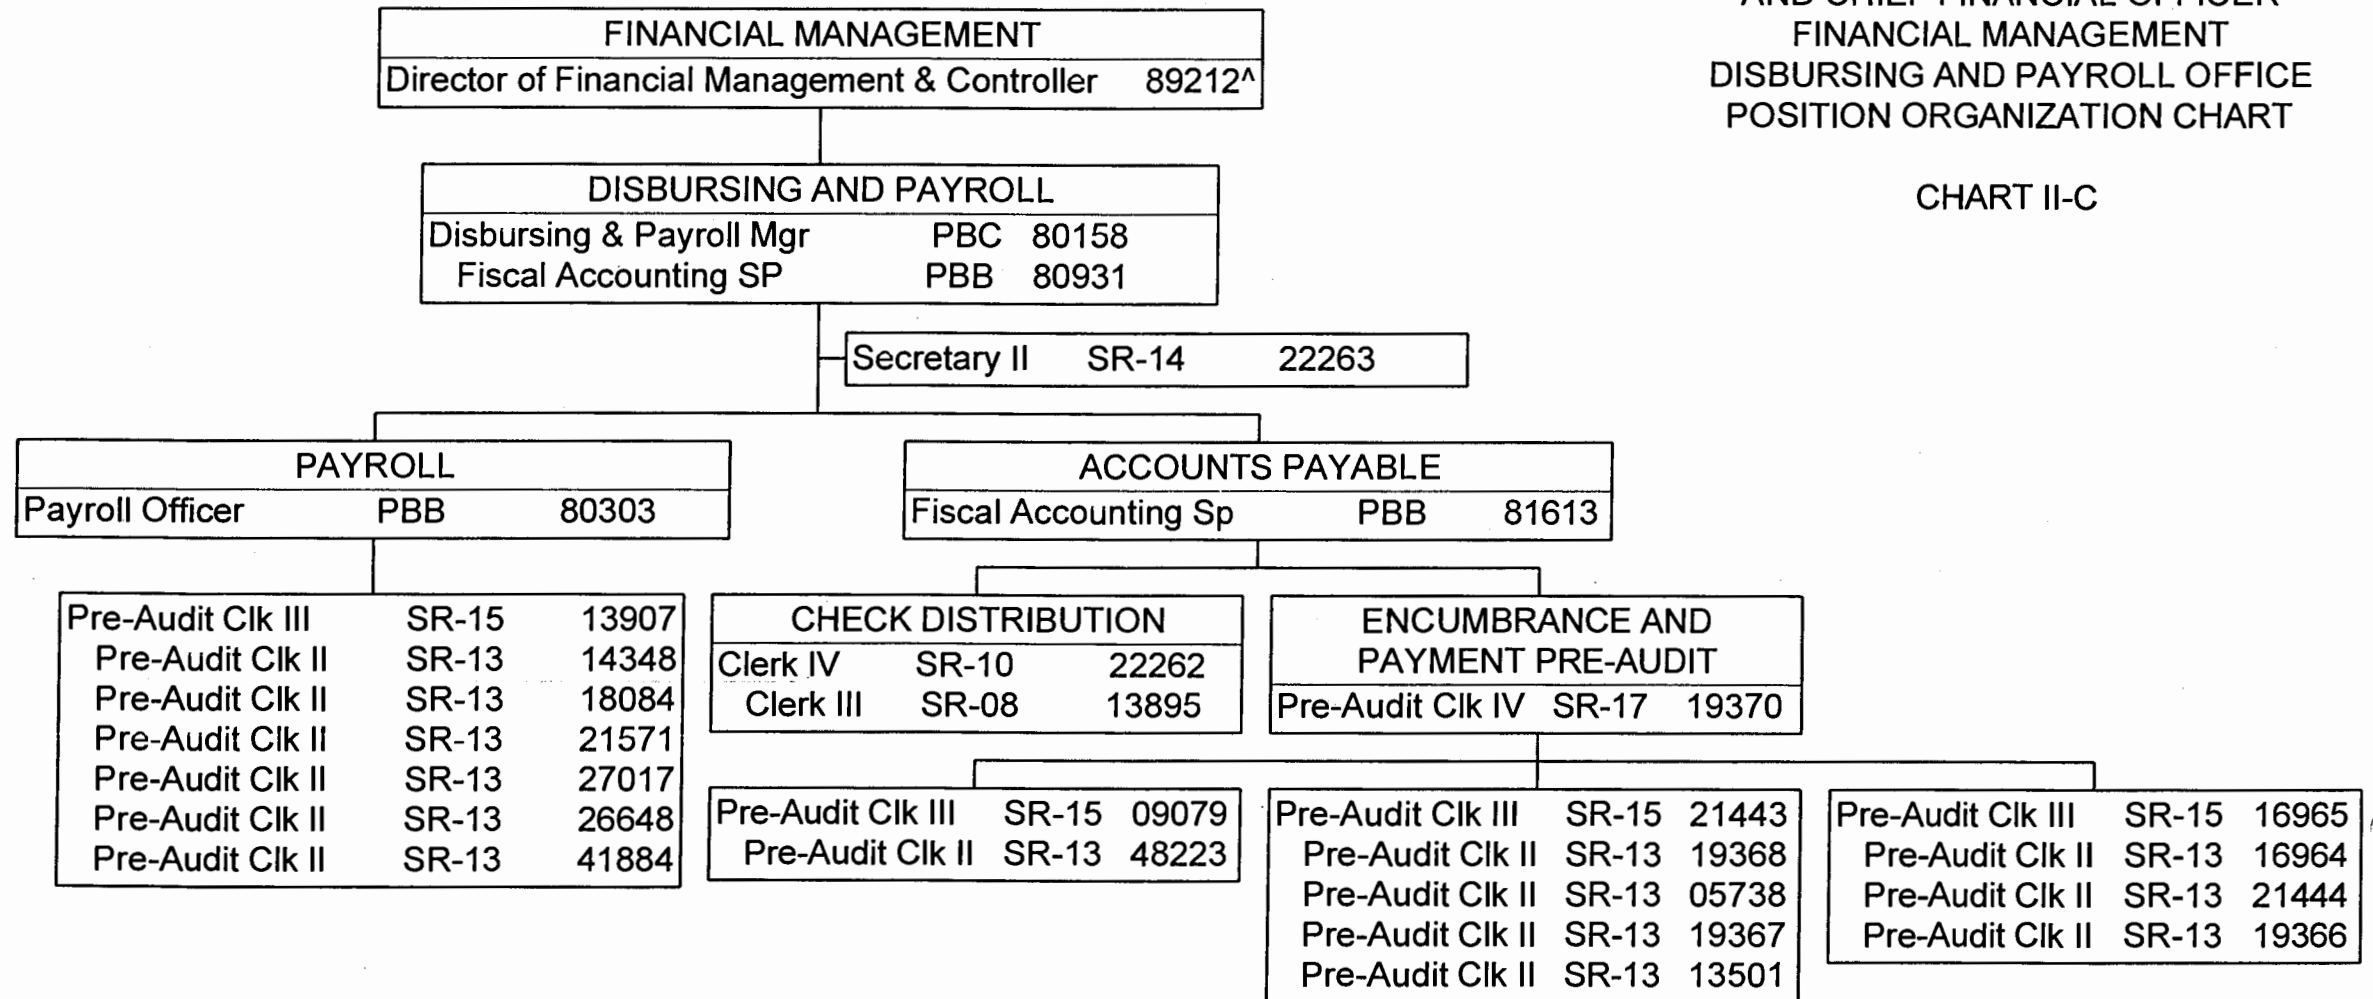 AND CHIEF FINANCIAL OFFICER
FINANCIAL MANAGEMENT
DISBURSING AND PAYROLL OFFICE
POSITION ORGANIZATION CHART
CHART II-C
FINANCIAL MANAGEMENT
Director of Financial Management & Controller 89212^
DISBURSING AND PAYROLL
Disbursing & Payroll Mgr PBC 80158
Fiscal Accounting SP PBB 80931
Secretary II SR-14 22263
PAYROLL
Payroll Officer PBB 80303
ACCOUNTS PAYABLE
Fiscal Accounting Sp PBB 81613
Pre-Audit Clk III SR-15 13907
Pre-Audit Clk II SR-13 14348
Pre-Audit Clk II SR-13 18084
Pre-Audit Clk II SR-13 21571
Pre-Audit Clk II SR-13 27017
Pre-Audit Clk II SR-13 26648
Pre-Audit Clk II SR-13 41884
CHECK DISTRIBUTION
Clerk IV SR-10 22262
Clerk III SR-08 13895
ENCUMBRANCE AND
PAYMENT PRE-AUDIT
Pre-Audit Clk IV SR-17 19370
Pre-Audit Clk III SR-15 09079
Pre-Audit Clk II SR-13 48223
Pre-Audit Clk III SR-15 21443
Pre-Audit Clk II SR-13 19368
Pre-Audit Clk II SR-13 05738
Pre-Audit Clk II SR-13 19367
Pre-Audit Clk II SR-13 13501
Pre-Audit Clk III SR-15 16965
Pre-Audit Clk II SR-13 16964
Pre-Audit Clk II SR-13 21444
Pre-Audit Clk II SR-13 19366